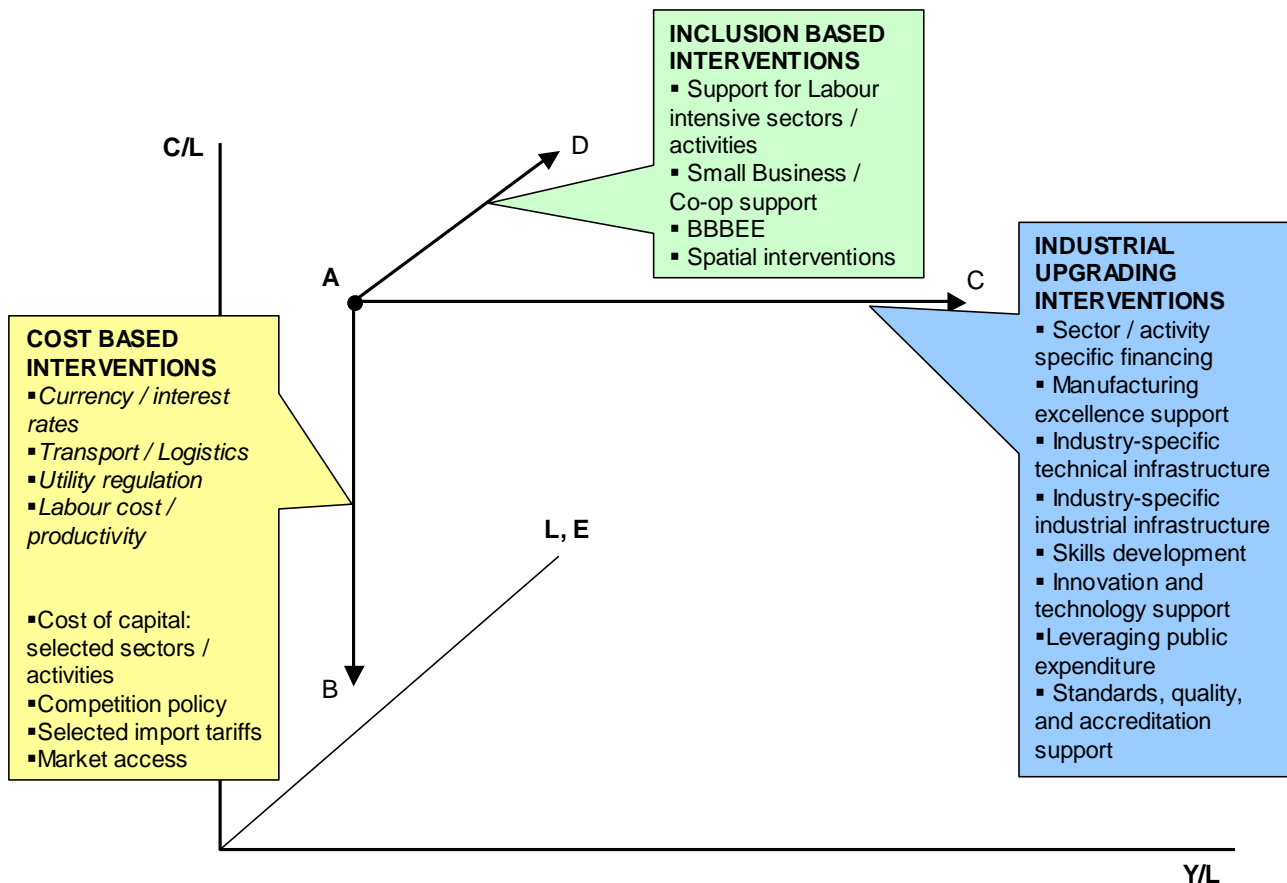 INCLUSION BASED
INTERVENTIONS
▪ Support for Labour
intensive sectors /
activities
▪ Small Business /
Co-op support
▪ BBBEE
▪ Spatial interventions
C/L
D
A
C
INDUSTRIAL
UPGRADING
INTERVENTIONS
▪ Sector / activity
specific financing
▪ Manufacturing
excellence support
▪ Industry-specific
technical infrastructure
▪ Industry-specific
industrial infrastructure
▪ Skills development
▪ Innovation and
technology support
▪Leveraging public
expenditure
▪ Standards, quality,
and accreditation
support
COST BASED
INTERVENTIONS
▪Currency / interest
rates
▪Transport / Logistics
▪Utility regulation
▪Labour cost /
productivity
▪Cost of capital:
selected sectors /
activities
▪Competition policy
▪Selected import tariffs
▪Market access
L, E
B
Y/L